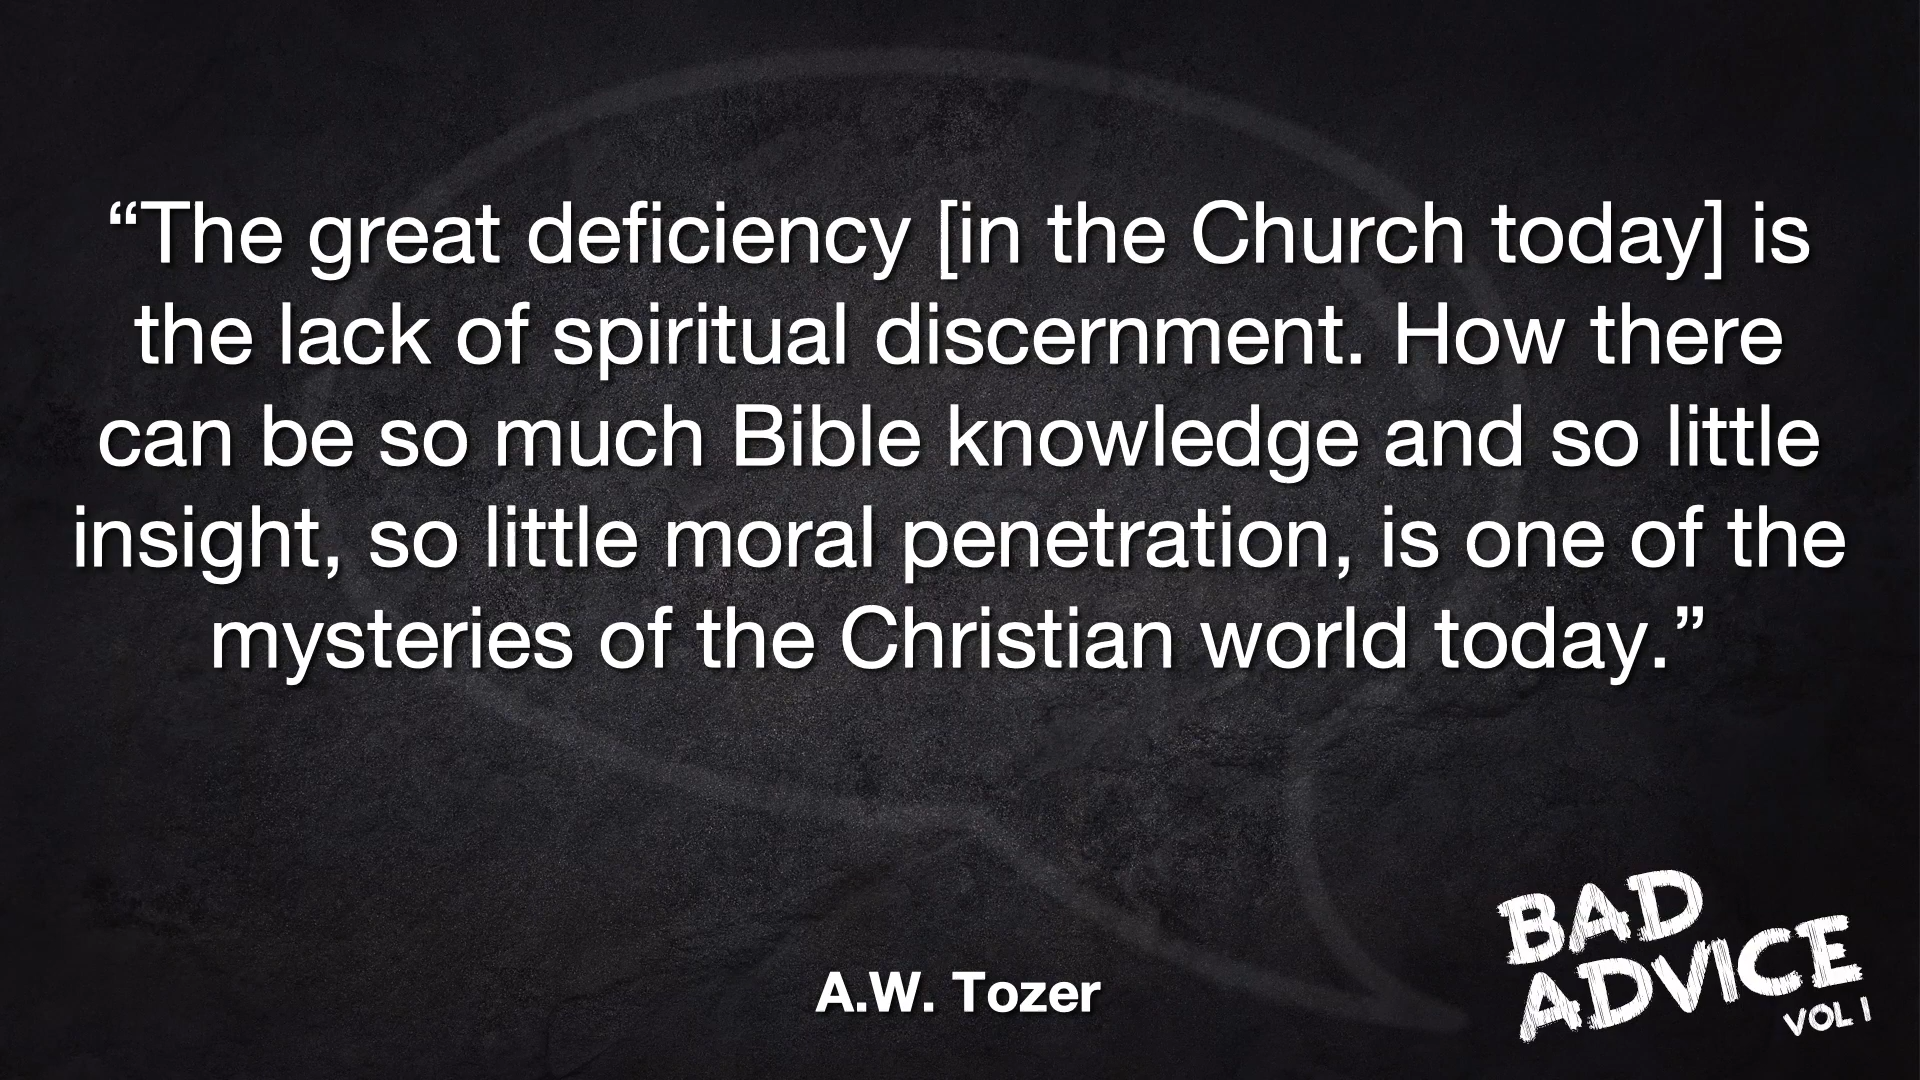 “The great deficiency [in the Church today] is
the lack of spiritual discernment. How there
can be so much Bible knowledge and so little
insight, so little moral penetration, is one of the
mysteries of the Christian world today.”
A.W. Tozer
BAD
ADVICE
VOL I